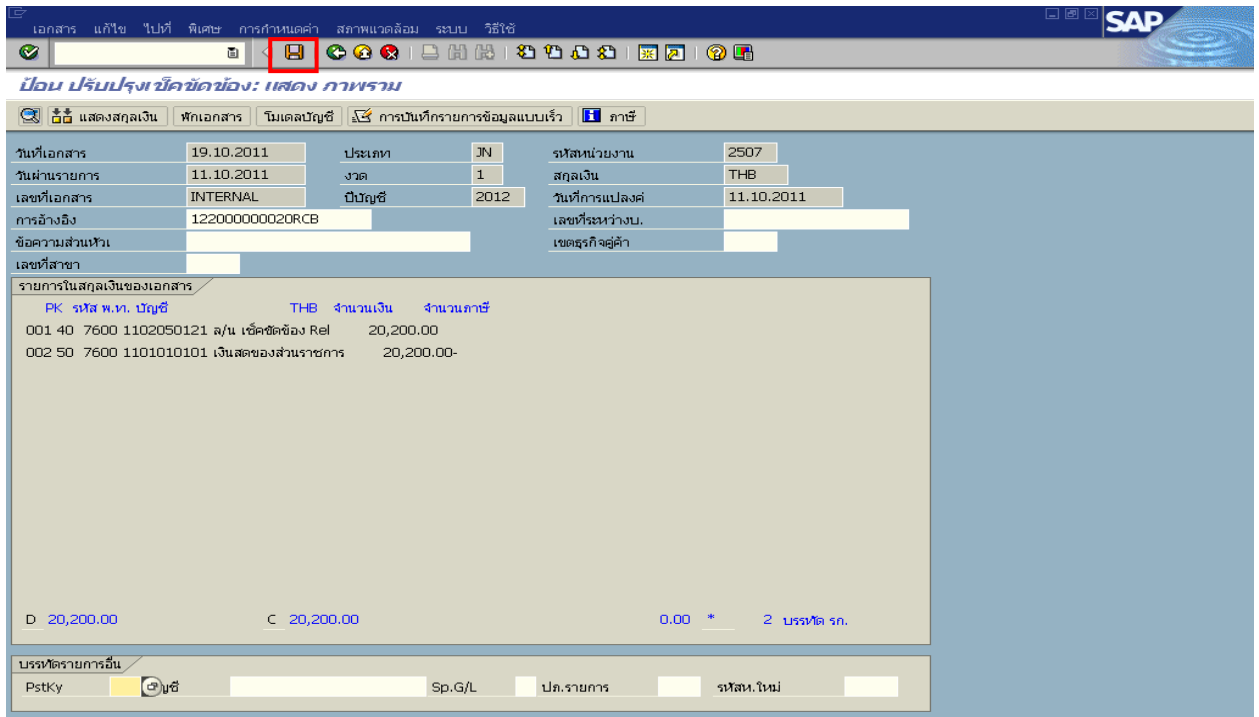 เอกสาร แก้ไข ไปที่ พิเศษ การกำหนดค่า สภาพแวดล้อม ระบบ วิธีใช้
SAP
ป้อน ปรับปรุงเช็คขัดข้อง: แสดง ภาพรวม
แสดงสกุลเงิน พักเอกสาร โมเดลบัญชี การบันทึกรายการข้อมูลแบบเร็ว ภาษี
วันที่เอกสาร 19.10.2011 ประเภท JN รหัสหน่วยงาน 2507
วันผ่านรายการ 11.10.2011 งวด 1 สกุลเงิน THB
เลขที่เอกสาร INTERNAL ปีบัญชี 2012 วันที่การแปลงค่ 11.10.2011
การอ้างอิง 122000000020RCB เลขที่ระหว่างบ.
ข้อความส่วนหัวเ เขตธุรกิจคู่ค้า
เลขที่สาขา
รายการในสกุลเงินของเอกสาร
PK รหัส พ.ท. บัญชี THB จำนวนเงิน จำนวนภาษี
001 40 7600 1102050121 ล/น เช็คขัดข้อง Rel 20,200.00
002 50 7600 1101010101 เงินสดของส่วนราชการ 20,200.00-
D 20,200.00 C 20,200.00 0.00 * 2 บรรทัด รก.
บรรทัดรายการอื่น
PstKy ัญชี Sp.G/L ปภ.รายการ รหัสห.ใหม่